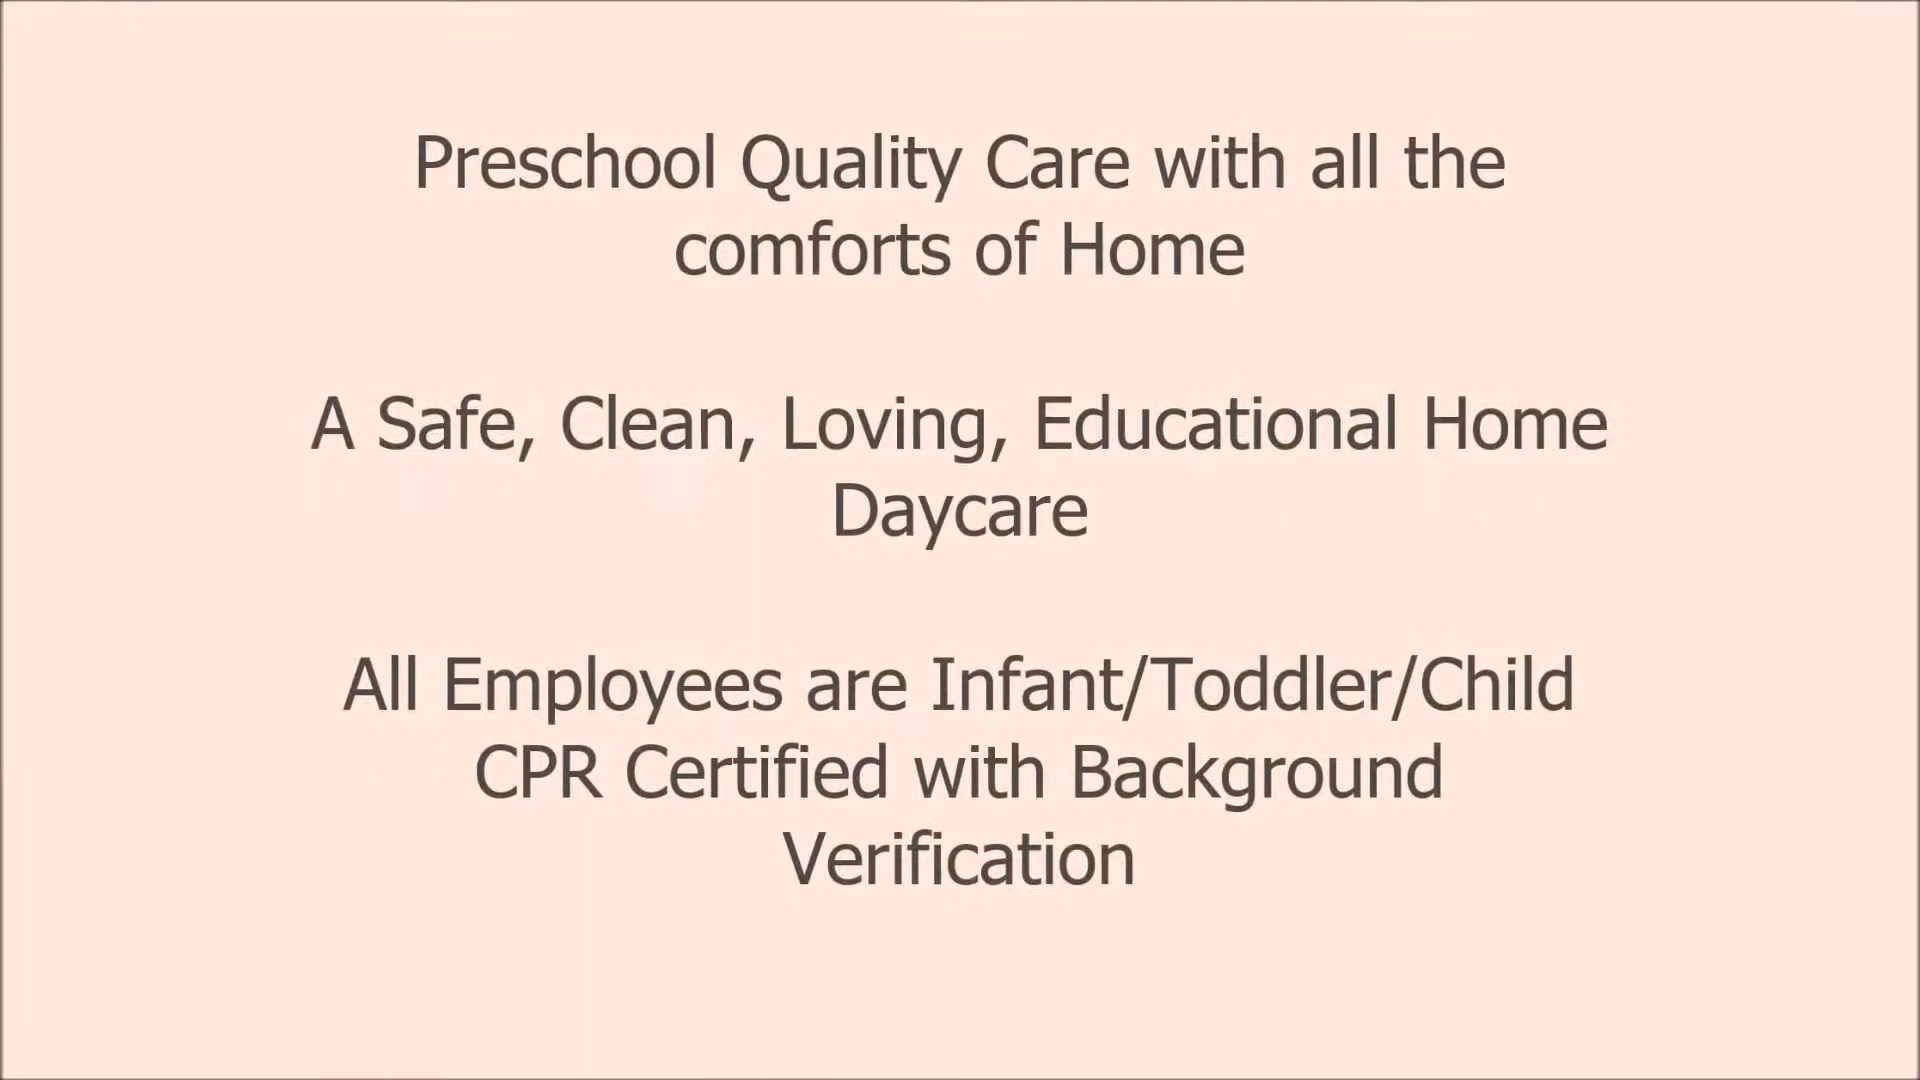 Preschool Quality Care with all the
comforts of Home
A Safe, Clean, Loving, Educational Home
Daycare
All Employees are Infant/Toddler/Child
CPR Certified with Background
Verification